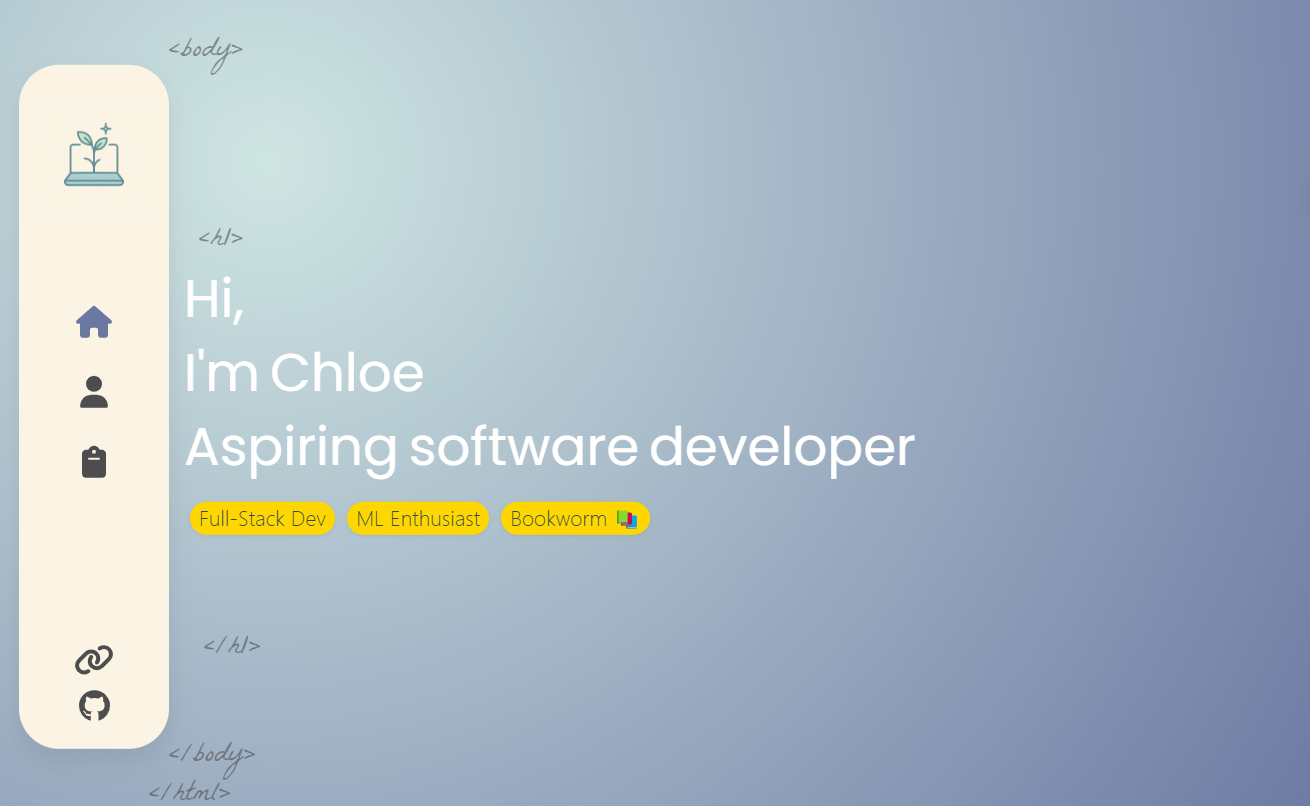 <body>
<h1>
Hi,
I'm Chloe
Aspiring software developer
Full-Stack Dev ML Enthusiast Bookworm 📚
</h1>
</body>
</html>